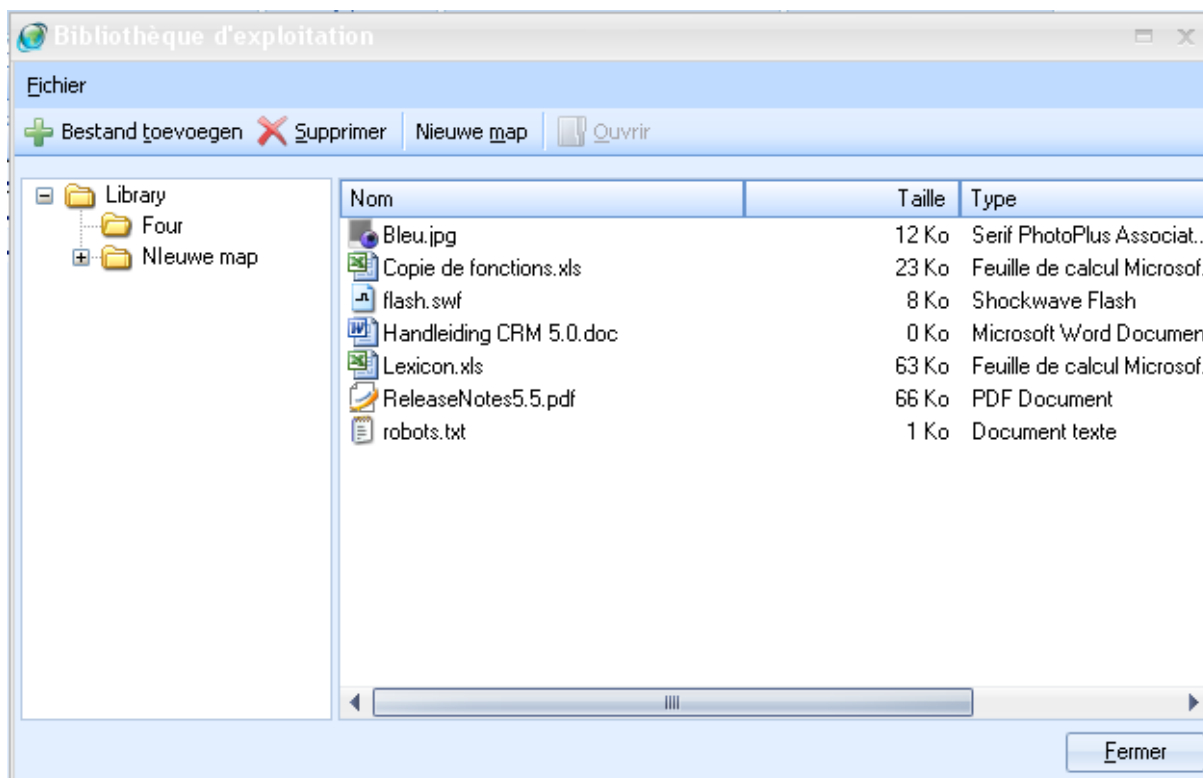 Bibliothèque d'exploitation
Fichier
Bestand toevoegen Supprimer Nieuwe map Ouvrir
Library
Four
NIeuwe map
Nom Taille Type
Bleu.jpg 12 Ko Serif PhotoPlus Associat..
Copie de fonctions.xls 23 Ko Feuille de calcul Microsof.
flash.swf 8 Ko Shockwave Flash
Handleiding CRM 5.0.doc 0 Ko Microsoft Word Documen
Lexicon.xls 63 Ko Feuille de calcul Microsof.
ReleaseNotes5.5.pdf 66 Ko PDF Document
robots.txt 1 Ko Document texte
Fermer